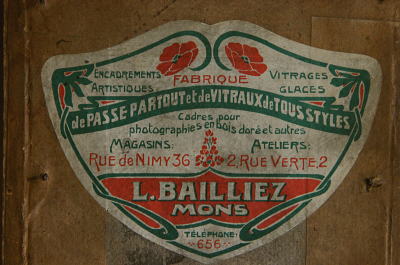 ENCADREMENTS ARTISTIQUES
FABRIQUE
VITRAGES GLACES
de PASSE PARTOUT et de VITRAUX de TOUS STYLES
Cadres pour
photographies en bois doré et autres
MAGASINS: ATELIERS:
RUE de NIMY 36 2, RUE VERTE, 2
L. BAILLIEZ
MONS
TÉLÉPHONE
656